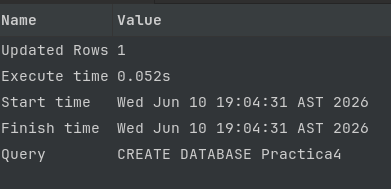 Name Value
Updated Rows 1
Execute time 0.052s
Start time Wed Jun 10 19:04:31 AST 2026
Finish time Wed Jun 10 19:04:31 AST 2026
Query CREATE DATABASE Practica4